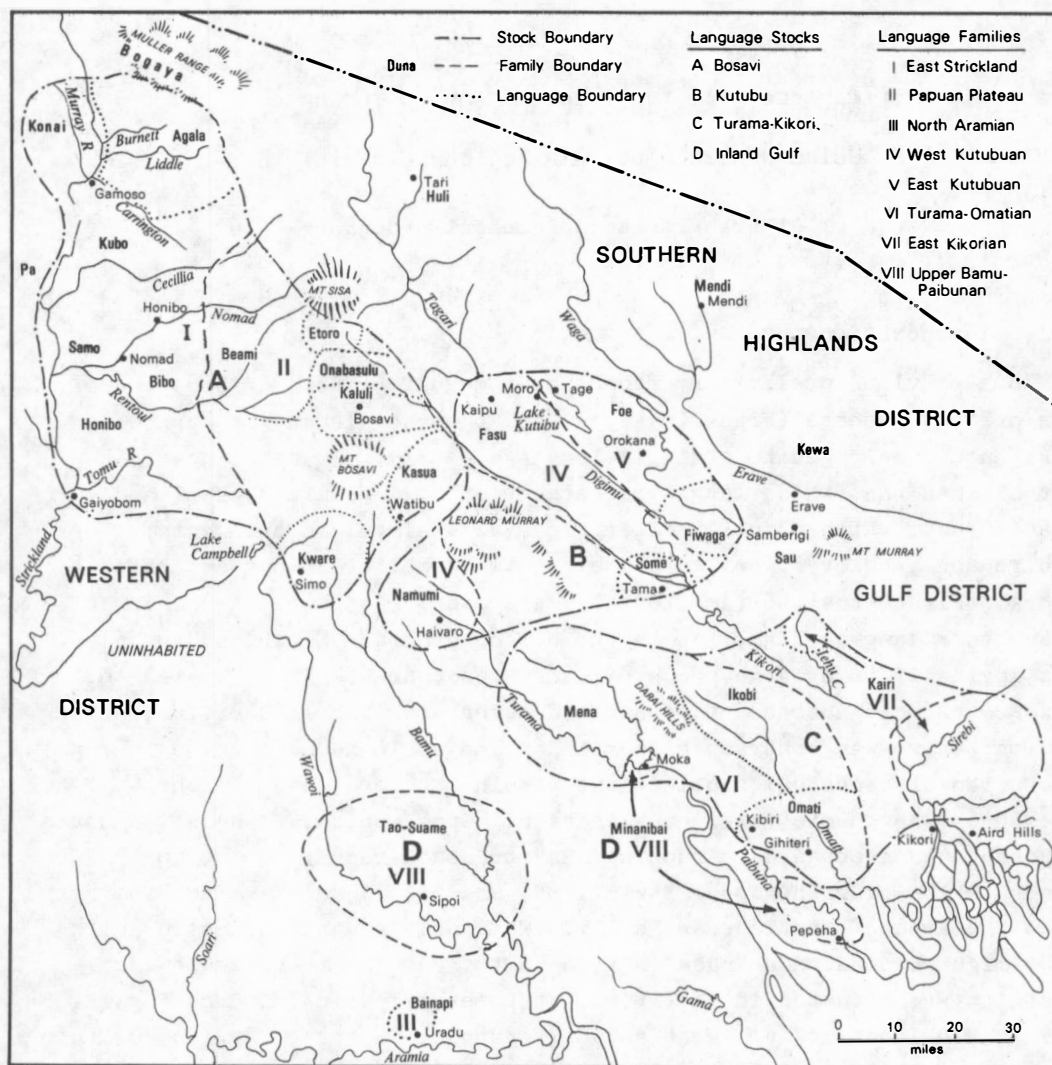 Stock Boundary
Family Boundary
Language Boundary
Language Stocks
A Bosavi
B Kutubu
C Turama-Kikori.
D Inland Gulf
Language Families
I East Strickland
II Papuan Plateau
III North Aramian
IV West Kutubuan
V East Kutubuan
VI Turama-Omatian
VII East Kikorian
VIII Upper Bamu-
Paibunan
MULLER RANGE
Bogaya
Duna
Konai
Murray R
Burnett
Agala
Liddle
Gamoso
Carrington
Tari
Huli
Kubo
Pa
Cecillia
MT SISA
SOUTHERN
Mendi
Mendi
Honibo
I
Nomad
Tagari
Waga
Etoro
Samo
Nomad
Beami
II
HIGHLANDS
Bibo
A
Onabasulu
Rentoul
Kaluli
Bosavi
Kaipu
Moro
Tage
Lake
Kutubu
Foe
DISTRICT
Honibo
Fasu
Orokana
V
Kewa
MT
BOSAVI
Kasua
IV
Digimu
Tomu R
Gaiyobom
Erave
Erave
Watibu
LEONARD MURRAY
Strickland
Lake
Campbell
Fiwaga
Samberigi
Sau
MT MURRAY
WESTERN
Kware
Simo
IV
B
Some
Tama
Namumi
GULF DISTRICT
Haivaro
UNINHABITED
Kikori
Jehu C.
Ikobi
Kairi
VII
DISTRICT
Turama
Mena
DARAI HILLS
Sirebi
C
Wawoi
Bamu
Moka
VI
Omati
Tao-Suame
D
VIII
Minanibai
D VIII
Kibiri
Gihiteri
Omati
Kikori
Aird Hills
Paibuna
Sipoi
Pepeha
Soari
Gama
Bainapi
III
Uradu
Aramia
0 10 20 30
miles